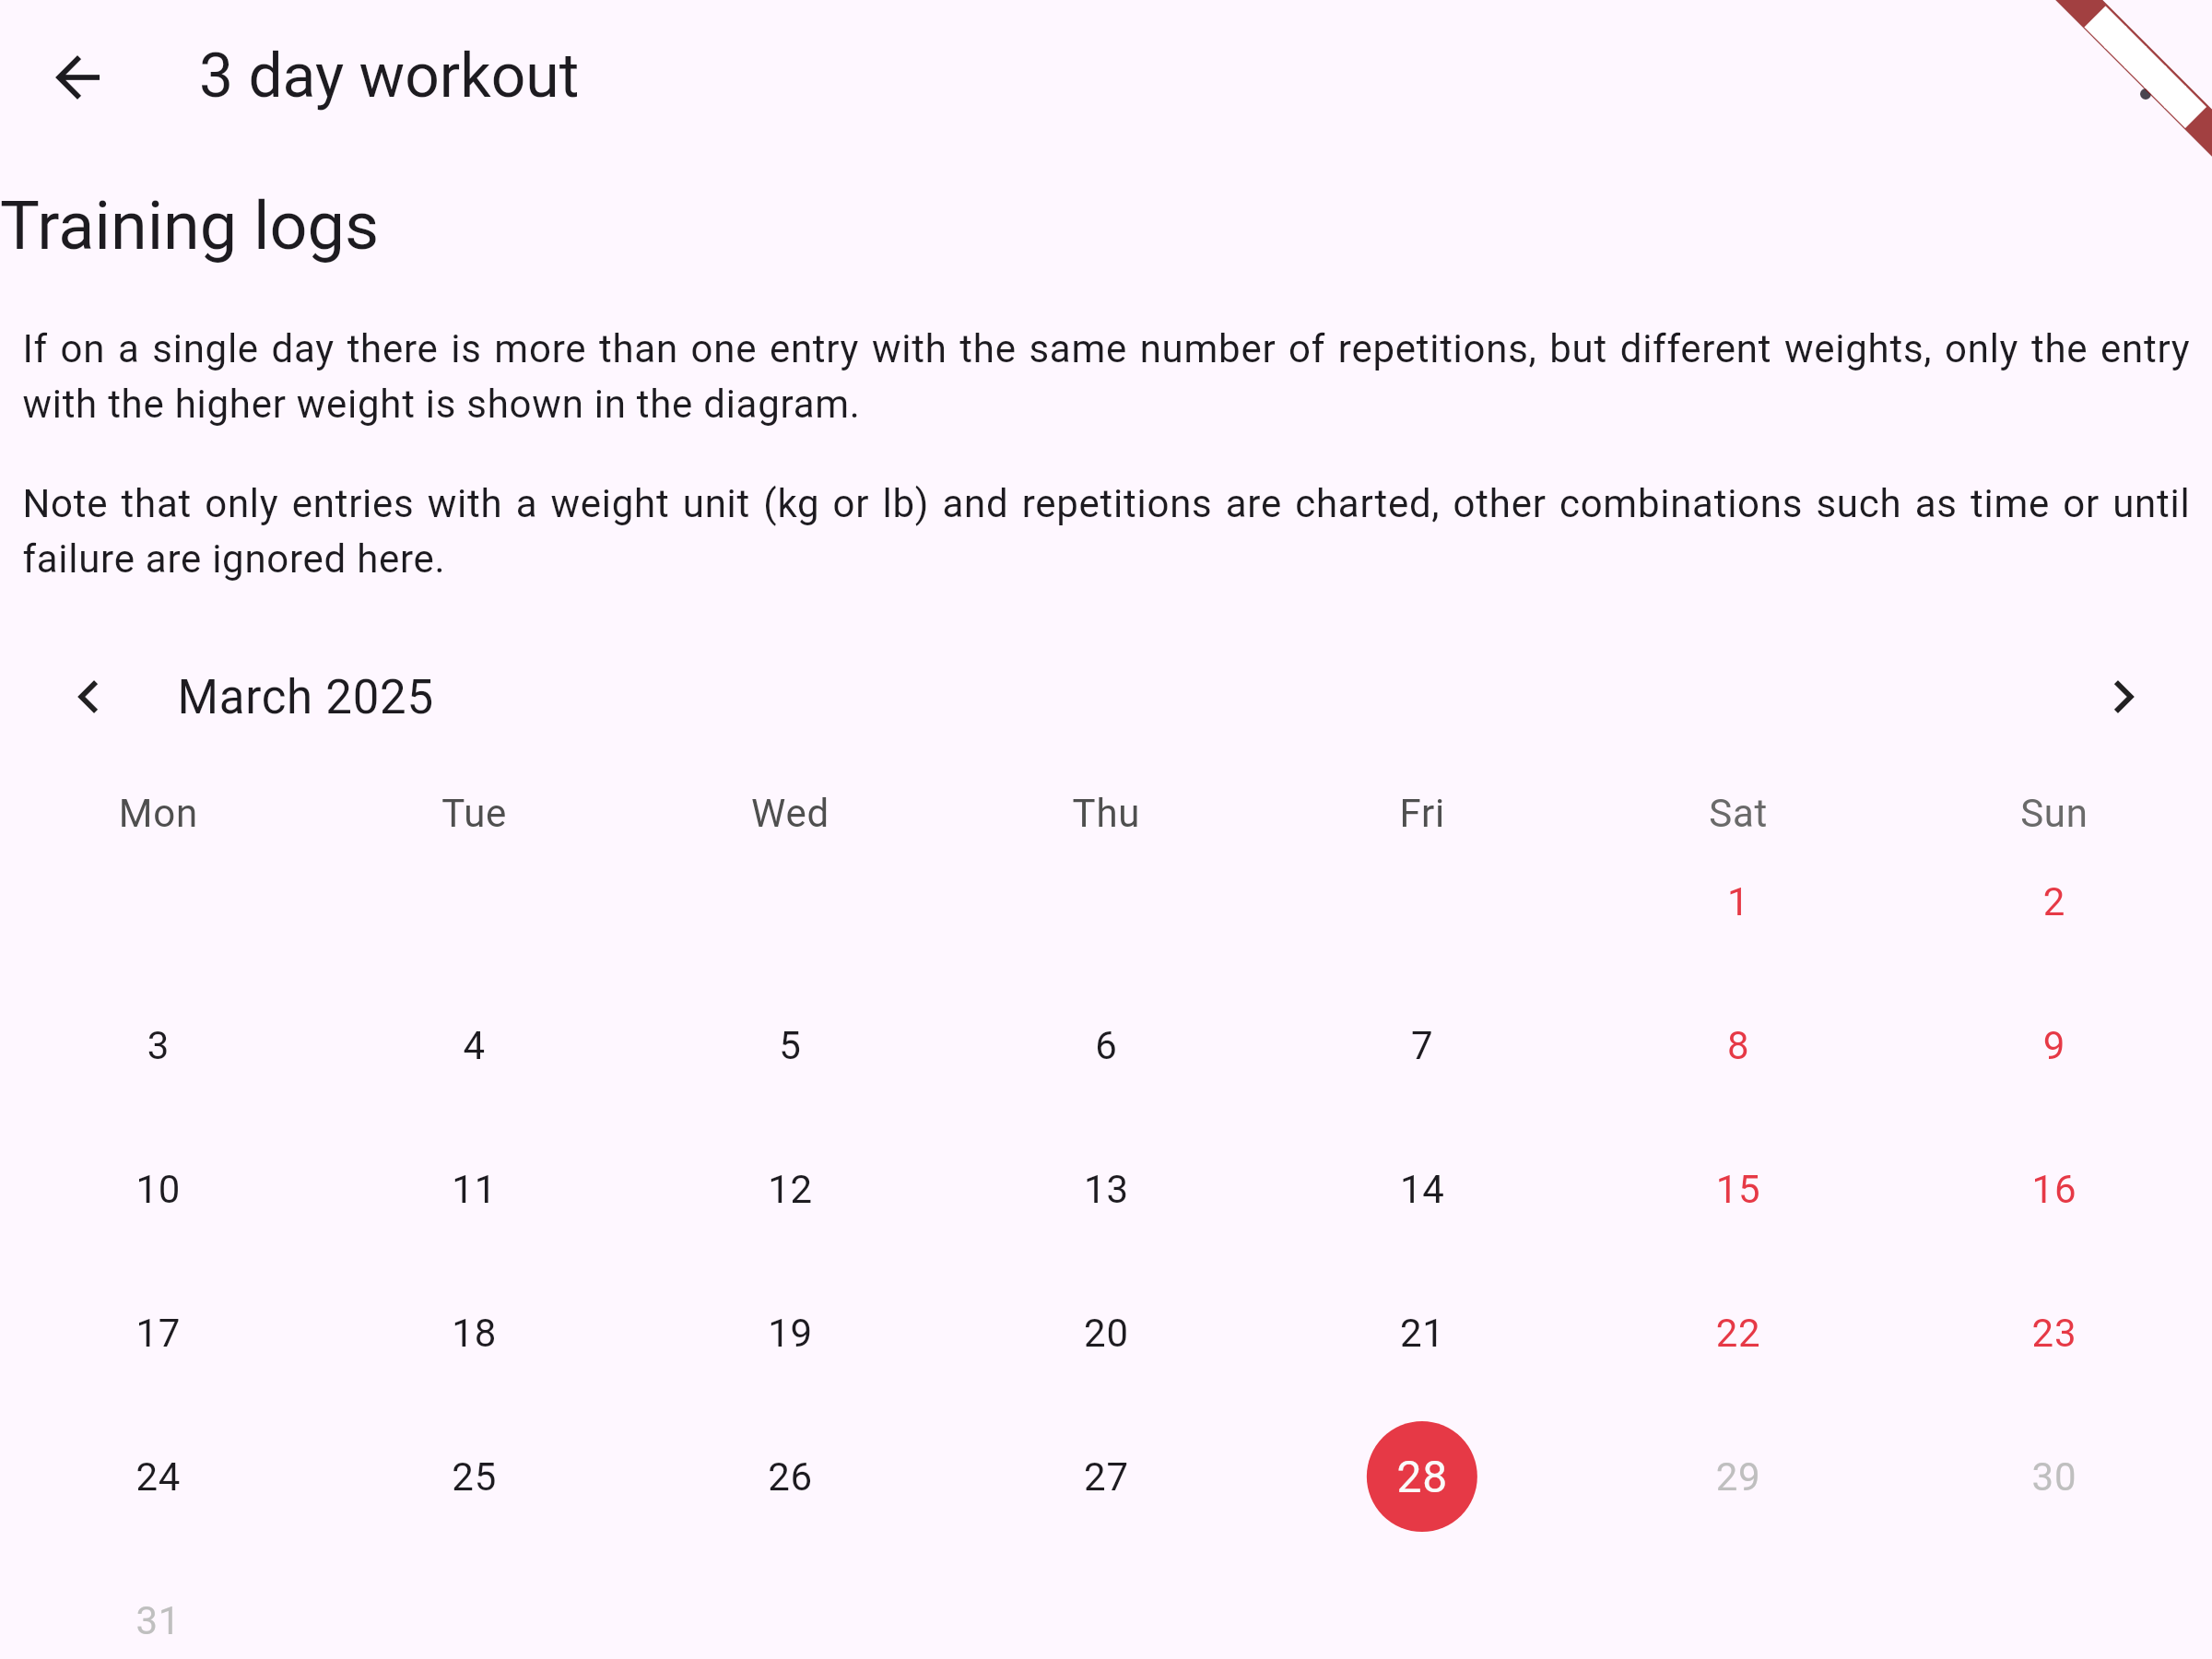 3 day workout
Training logs
If on a single day there is more than one entry with the same number of repetitions, but different weights, only the entry
with the higher weight is shown in the diagram.
Note that only entries with a weight unit (kg or lb) and repetitions are charted, other combinations such as time or until
failure are ignored here.
March 2025
Mon Tue Wed Thu Fri Sat Sun
1 2
3 4 5 6 7 8 9
10 11 12 13 14 15 16
17 18 19 20 21 22 23
24 25 26 27 28 29 30
31